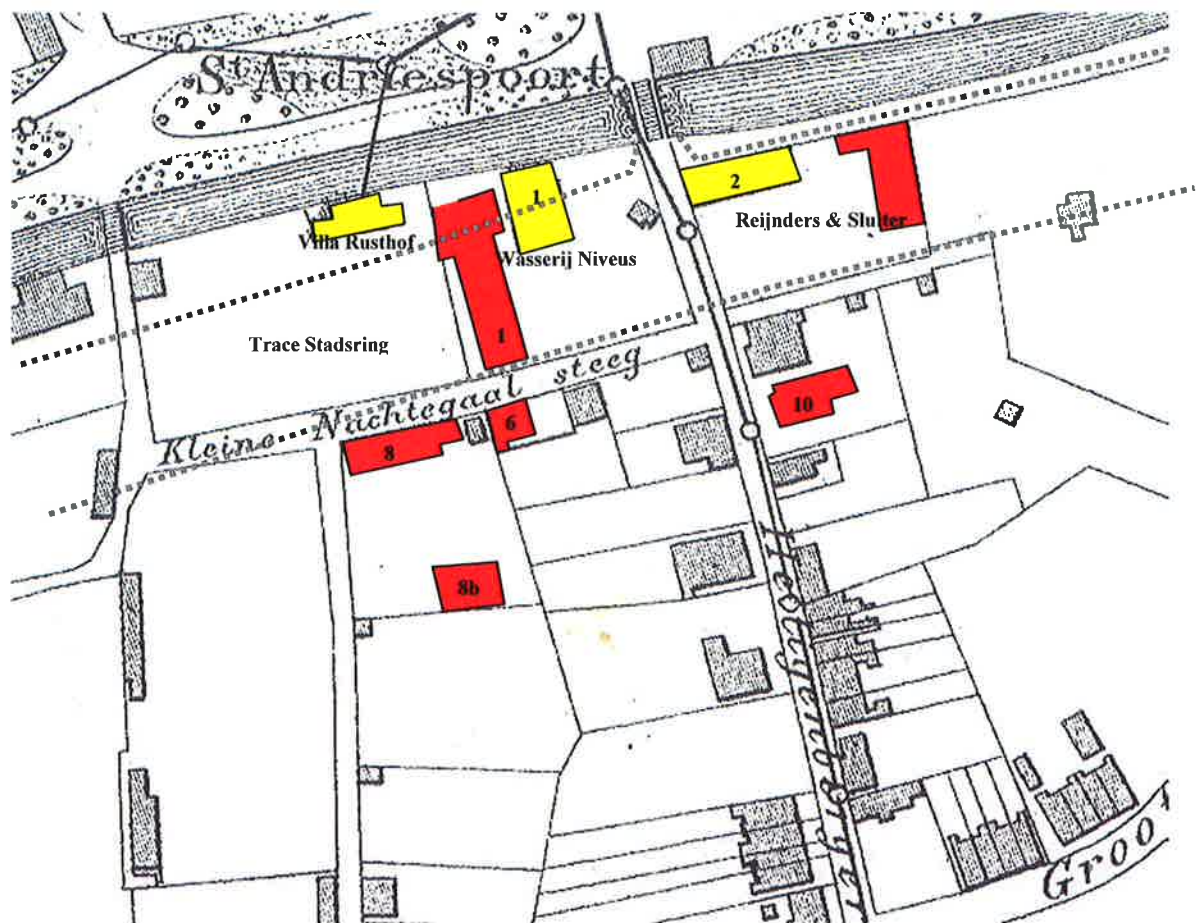 St. Andriespoort
1
2
Villa Rusthof
Wasserij Niveus
Reijnders & Sluiter
1
Trace Stadsring
Kleine Nachtegaal steeg
10
6
8
8b
Groo